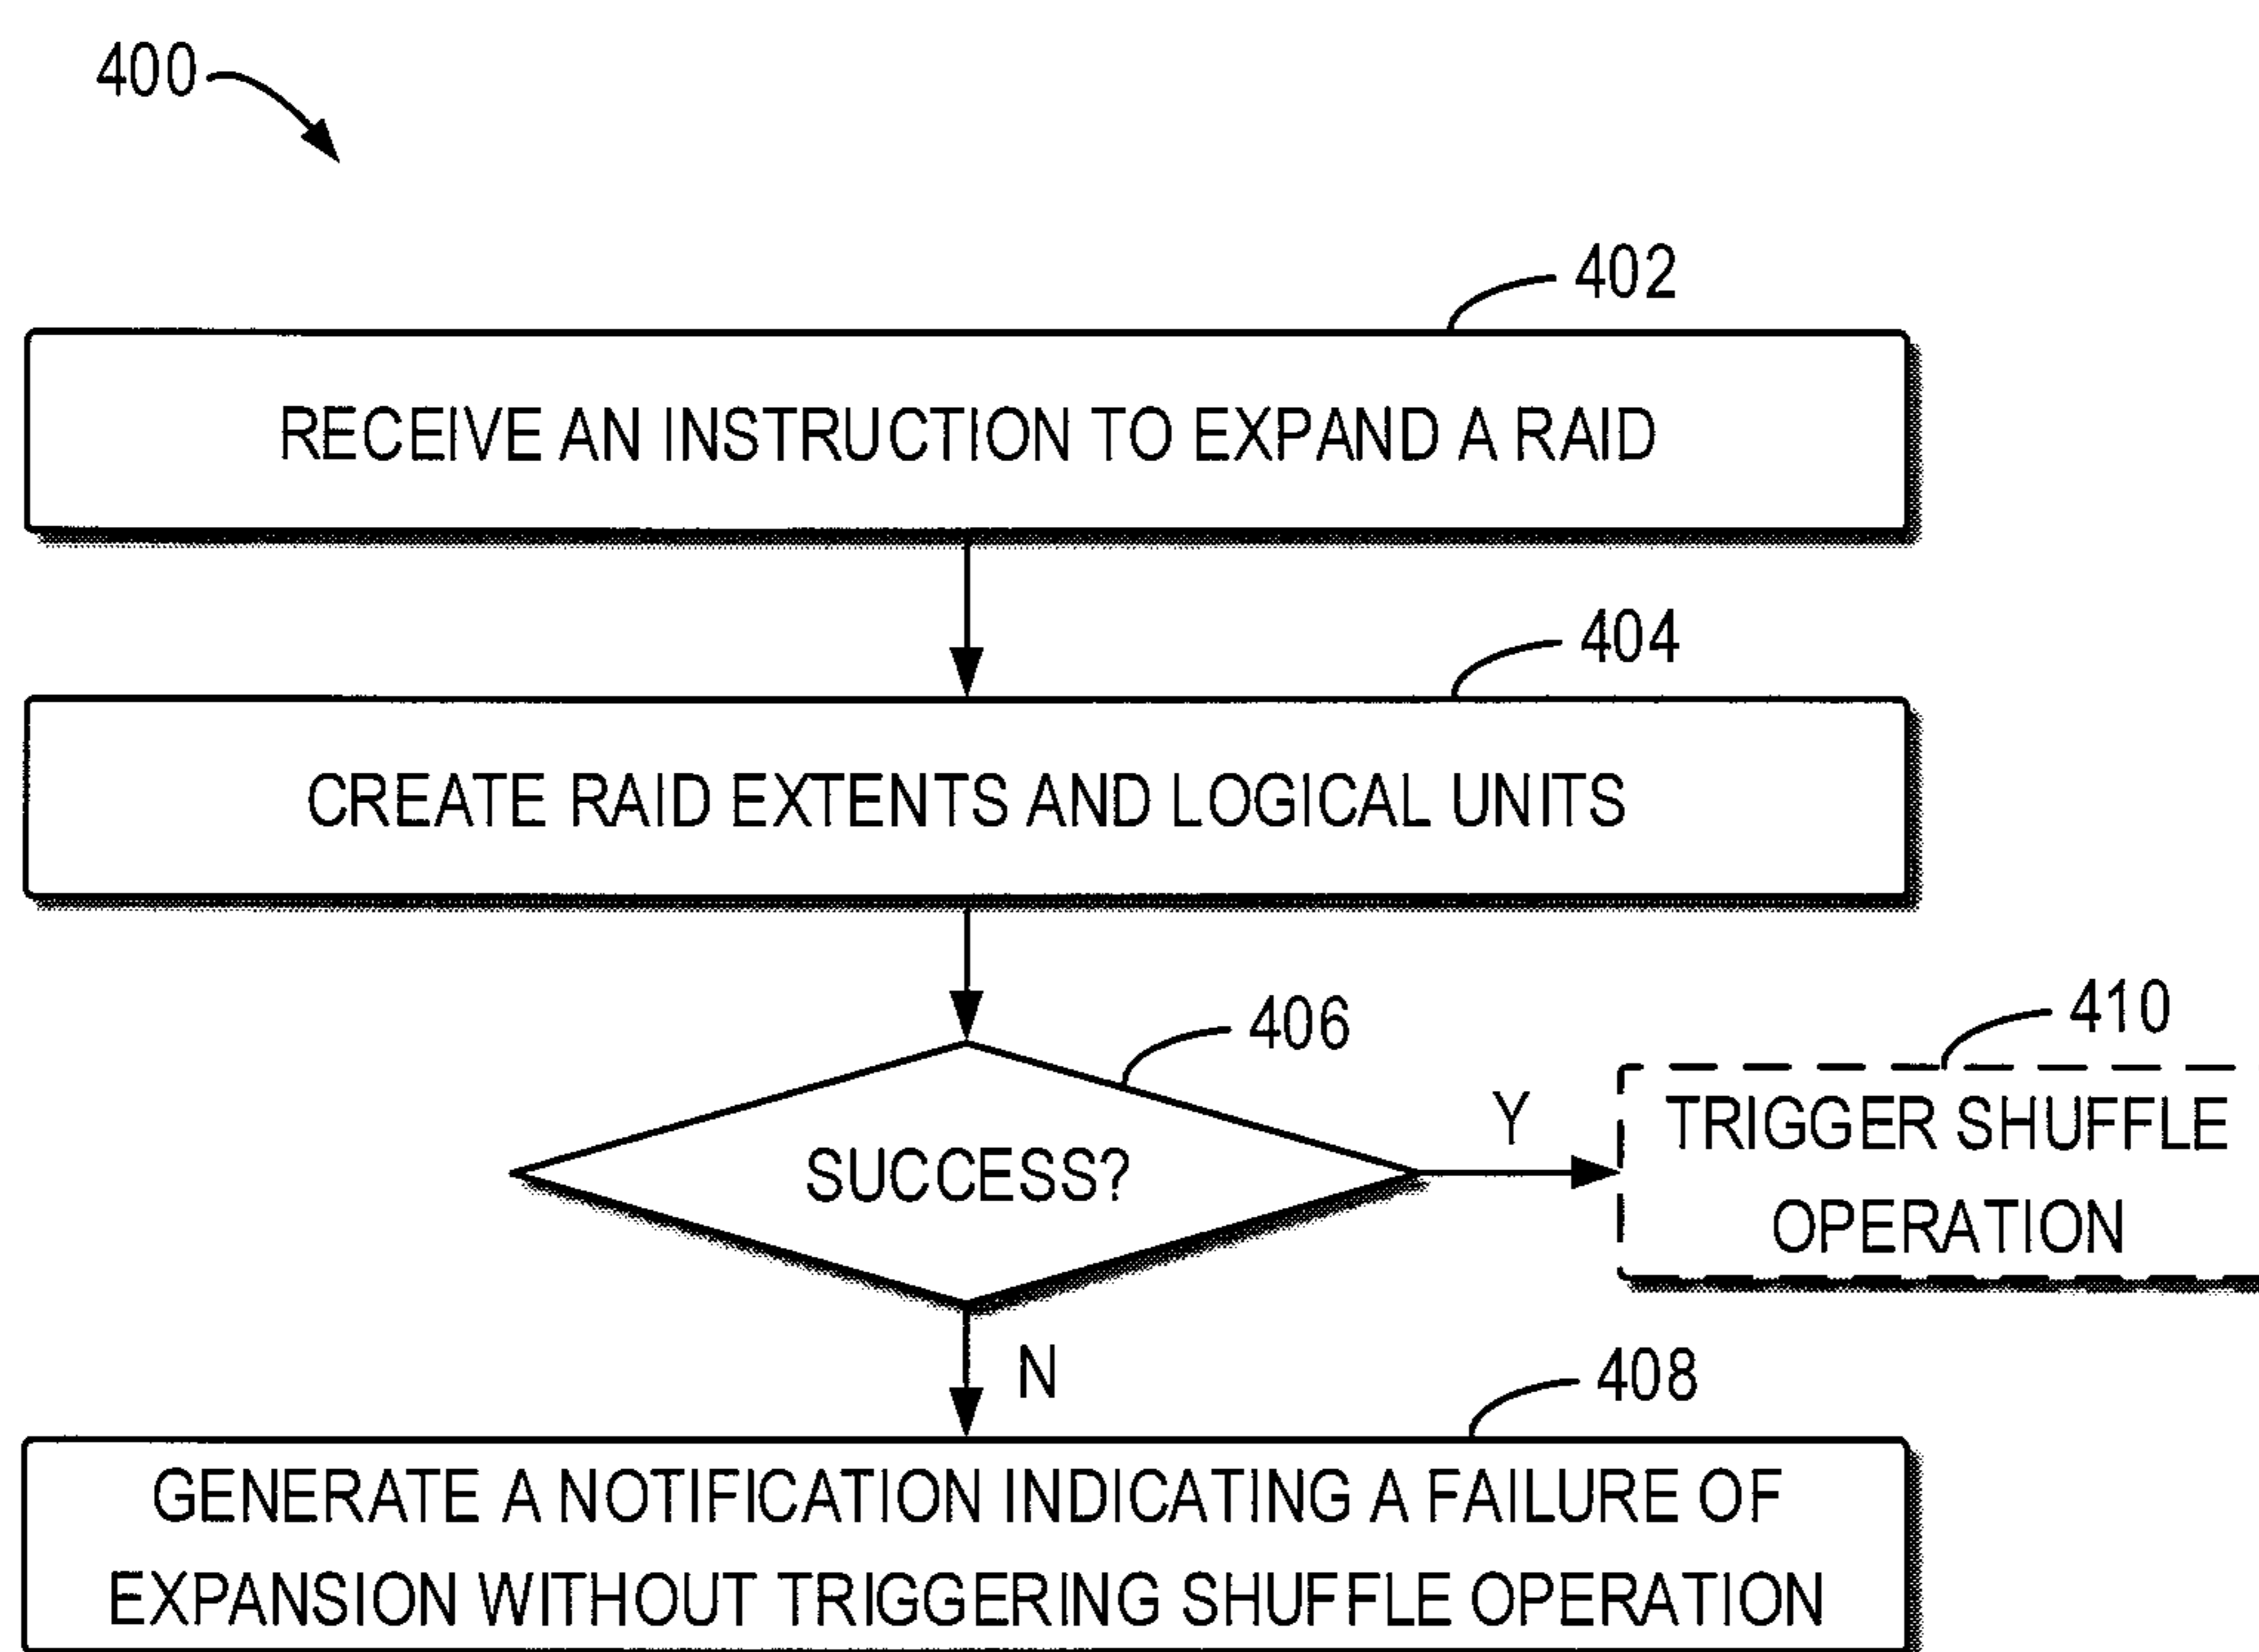 400
402
RECEIVE AN INSTRUCTION TO EXPAND A RAID
404
CREATE RAID EXTENTS AND LOGICAL UNITS
406
410
SUCCESS?
Y
TRIGGER SHUFFLE
OPERATION
N
408
GENERATE A NOTIFICATION INDICATING A FAILURE OF
EXPANSION WITHOUT TRIGGERING SHUFFLE OPERATION